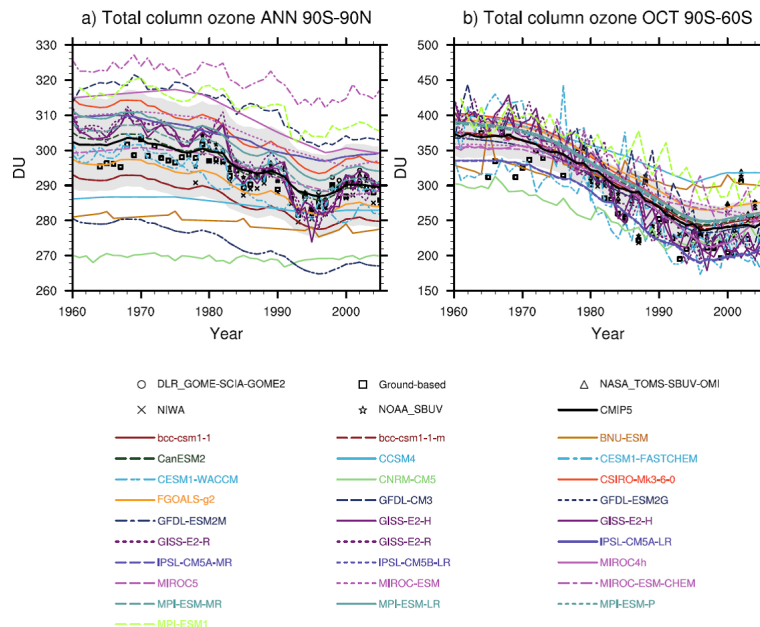 a) Total column ozone ANN 90S-90N
b) Total column ozone OCT 90S-60S
330
320
310
300
290
280
270
260
DU
1960 1970 1980 1990 2000
Year
500
450
400
350
300
250
200
150
DU
1960 1970 1980 1990 2000
Year
DLR_GOME-SCIA-GOME2 Ground-based NASA_TOMS-SBUV-OMI
NIWA NOAA_SBUV CMIP5
bcc-csm1-1 bcc-csm1-1-m BNU-ESM
CanESM2 CCSM4 CESM1-FASTCHEM
CESM1-WACCM CNRM-CM5 CSIRO-Mk3-6-0
FGOALS-g2 GFDL-CM3 GFDL-ESM2G
GFDL-ESM2M GISS-E2-H GISS-E2-H
GISS-E2-R GISS-E2-R IPSL-CM5A-LR
IPSL-CM5A-MR IPSL-CM5B-LR MIROC4h
MIROC5 MIROC-ESM MIROC-ESM-CHEM
MPI-ESM-MR MPI-ESM-LR MPI-ESM-P
MPI-ESM1